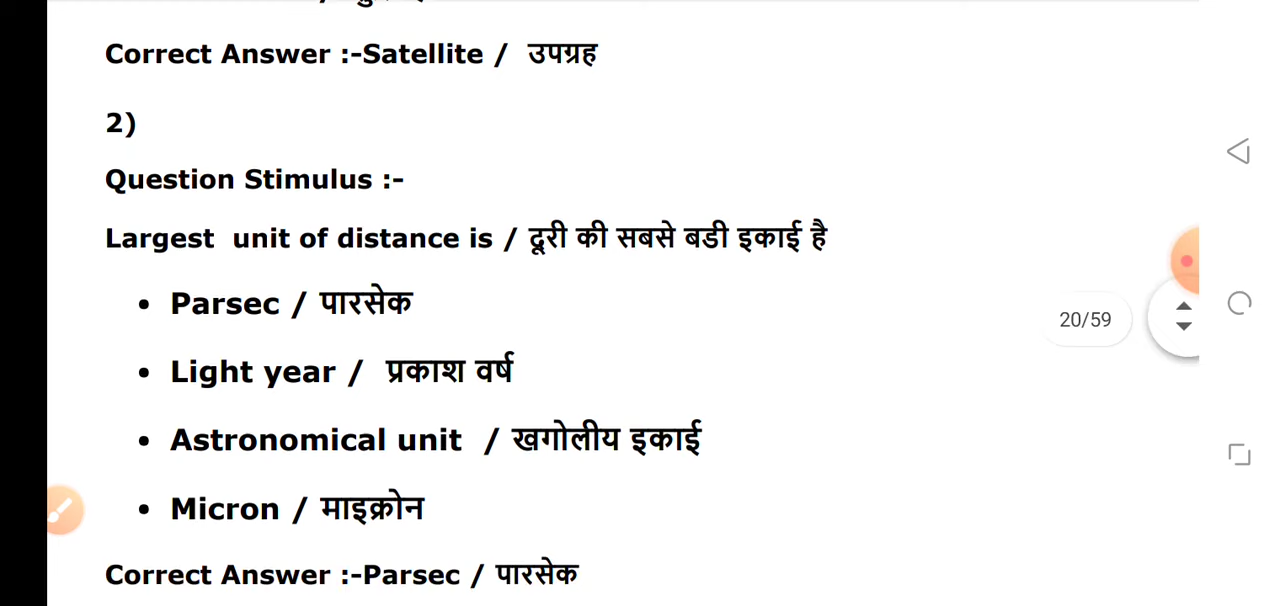 Correct Answer :-Satellite / उपग्रह
2)
Question Stimulus :-
Largest unit of distance is / दूरी की सबसे बडी इकाई है
• Parsec / पारसेक
• Light year / प्रकाश वर्ष
20/59
• Astronomical unit / खगोलीय इकाई
• Micron / माइक्रोन
Correct Answer :-Parsec / पारसेक